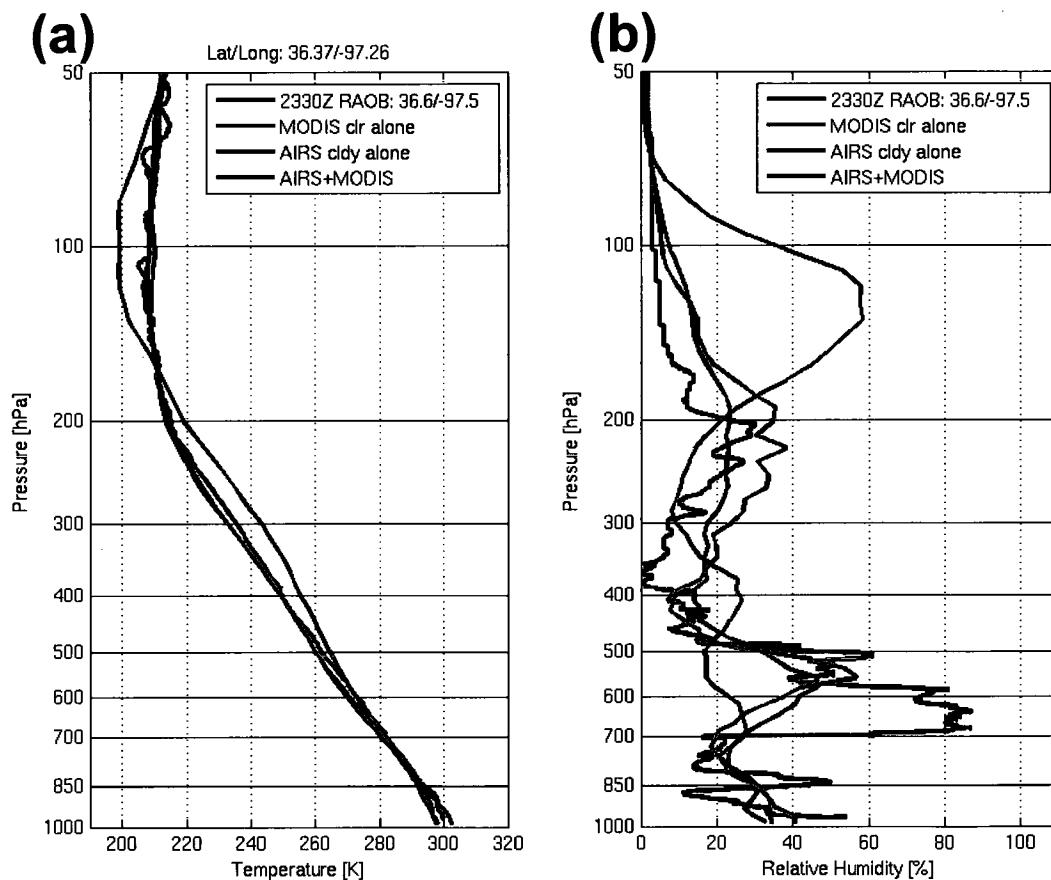 (a)
Lat/Long: 36.37/-97.26
50
100
200
300
400
500
600
700
850
1000
Pressure [hPa]
2330Z RAOB: 36.6/-97.5
MODIS clr alone
AIRS cldy alone
AIRS+MODIS
200 220 240 260 280 300 320
Temperature [K]
(b)
50
100
200
300
400
500
600
700
850
1000
Pressure [hPa]
2330Z RAOB: 36.6/-97.5
MODIS clr alone
AIRS cldy alone
AIRS+MODIS
0 20 40 60 80 100
Relative Humidity [%]